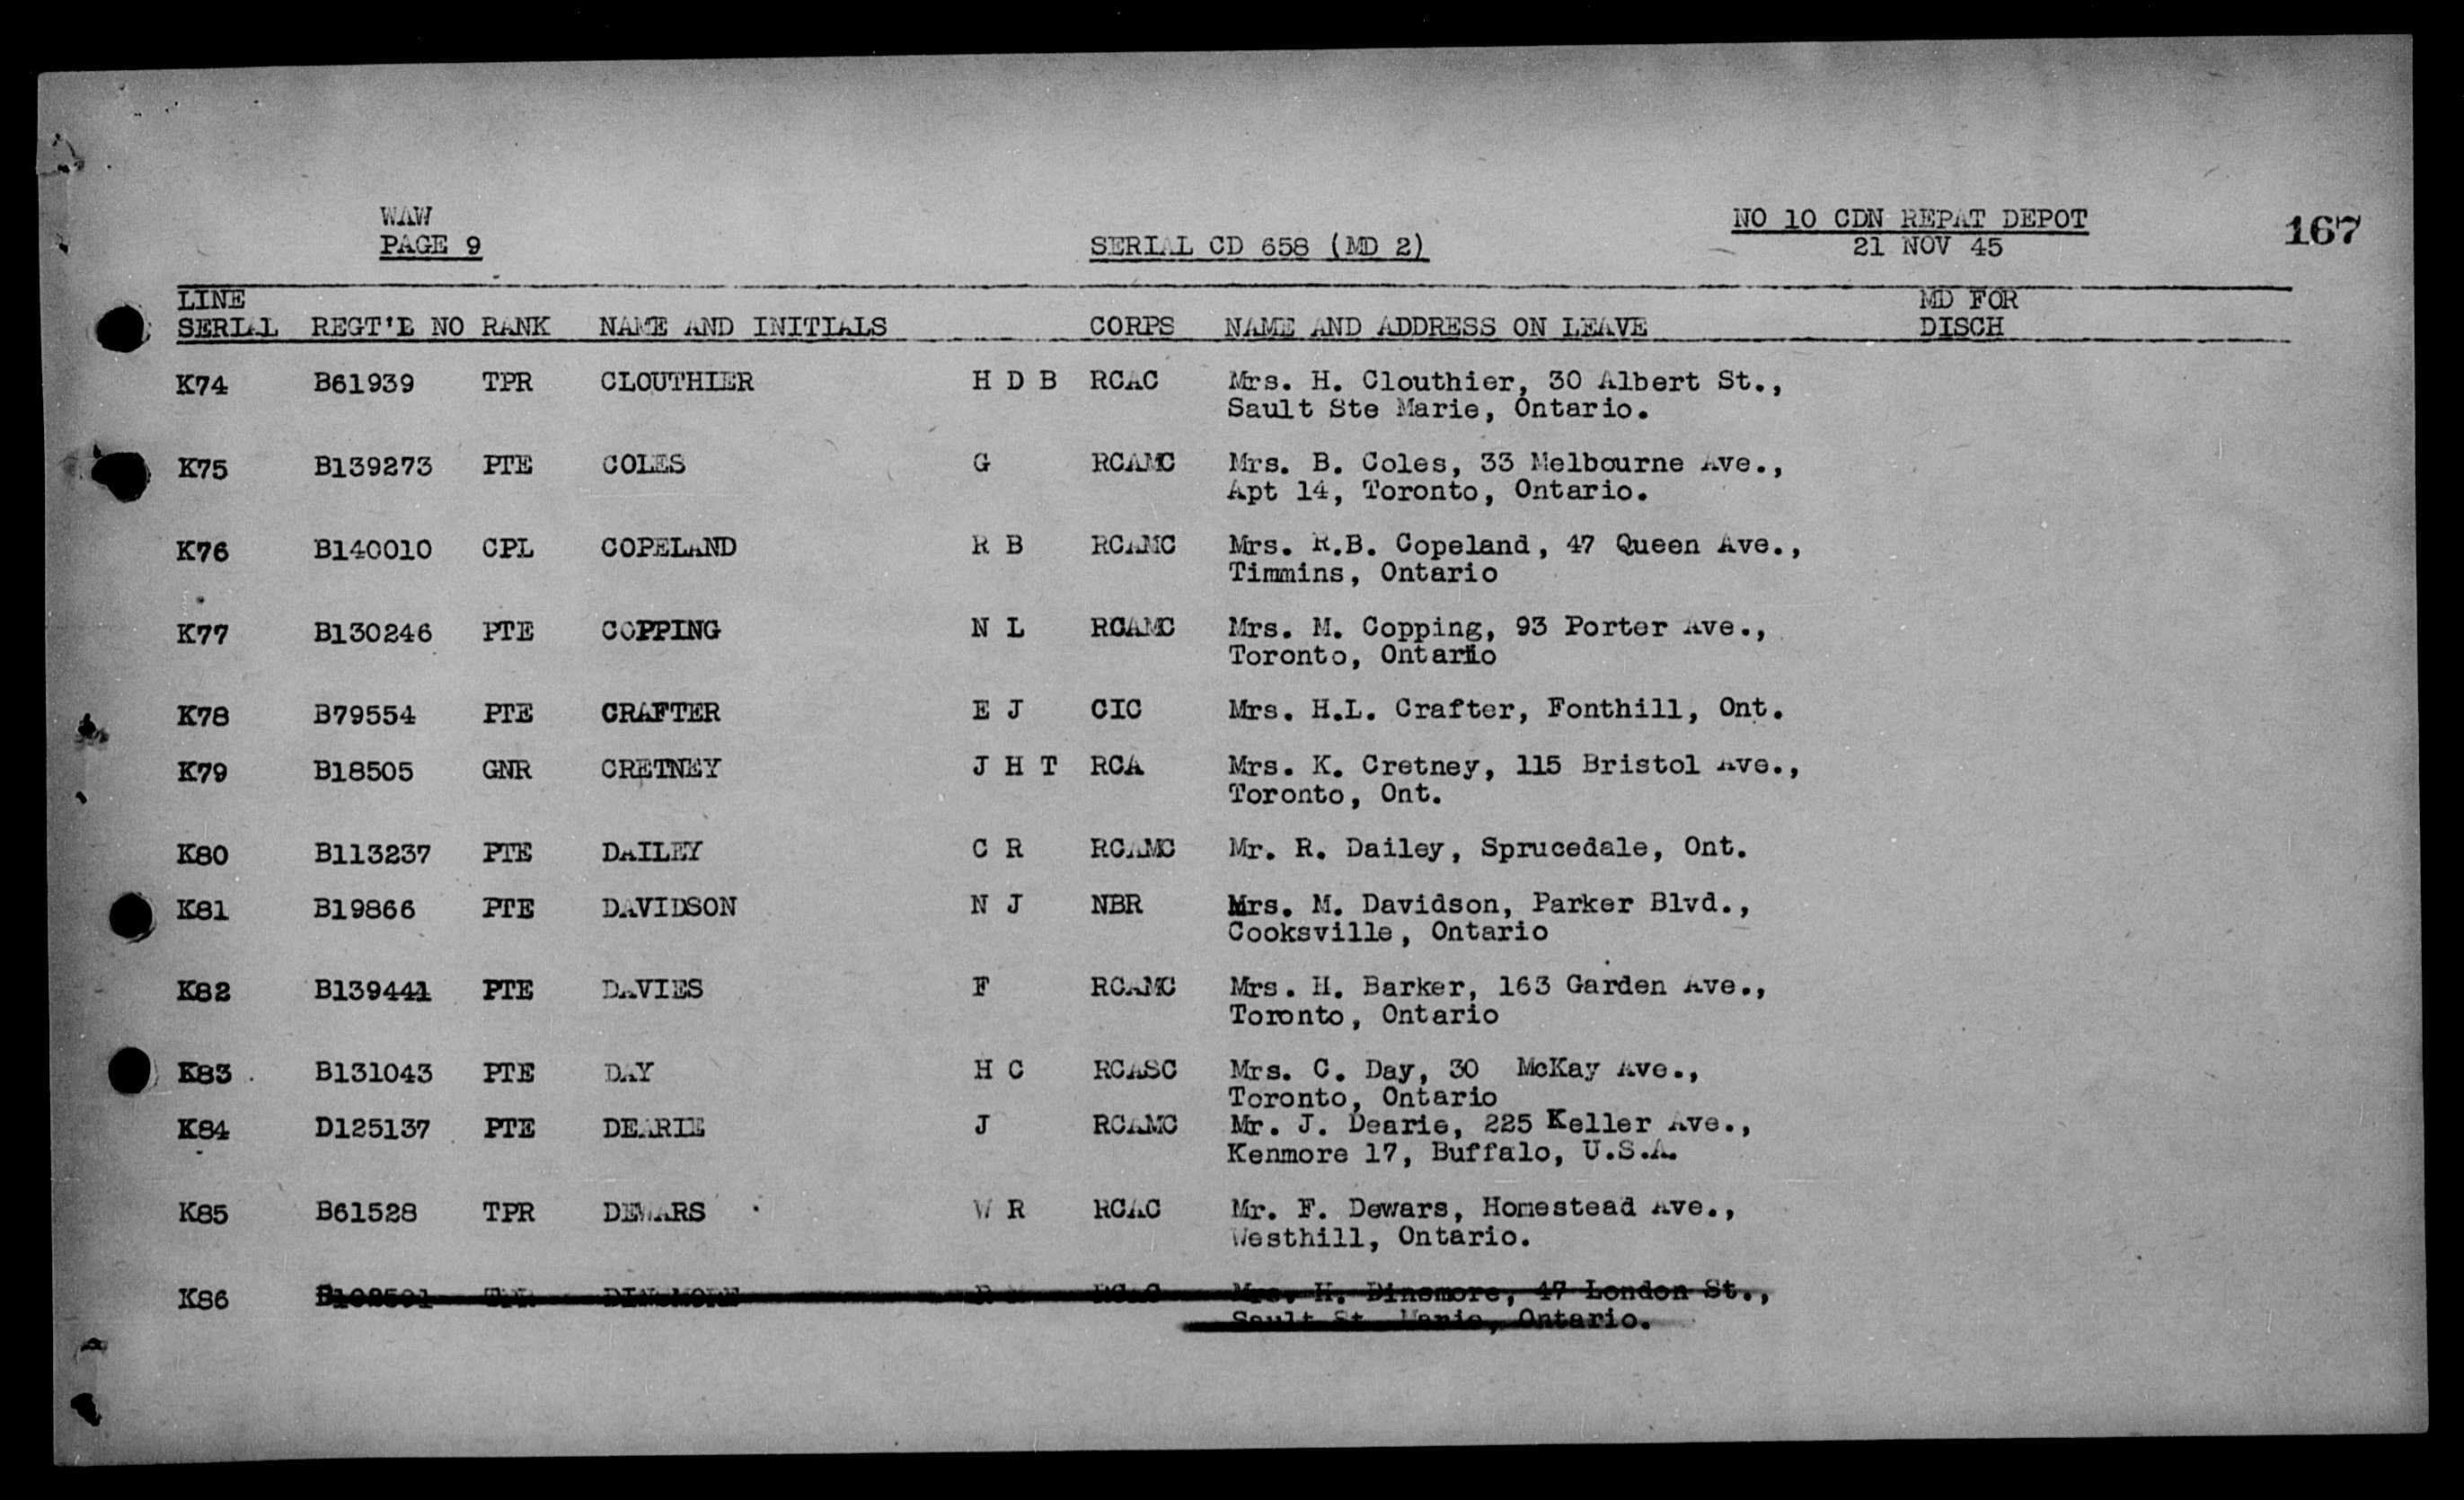 WAW
PAGE 9
SERIAL CD 658 (MD 2)
NO 10 CDN REPAT DEPOT
21 NOV 45
167
LINE SERIAL REGT'L NO RANK NAME AND INITIALS CORPS NAME AND ADDRESS ON LEAVE MD FOR DISCH
K74 B61939 TPR CLOUTHIER H D B RCAC Mrs. H. Clouthier, 30 Albert St.,
Sault Ste Marie, Ontario.
K75 B139273 PTE COLES G RCAMC Mrs. B. Coles, 33 Melbourne Ave.,
Apt 14, Toronto, Ontario.
K76 B140010 CPL COPELAND R B RCAMC Mrs. R.B. Copeland, 47 Queen Ave.,
Timmins, Ontario
K77 B130246 PTE COPPING N L RCAMC Mrs. M. Copping, 93 Porter Ave.,
Toronto, Ontario
K78 B79554 PTE CRAFTER E J CIC Mrs. H.L. Crafter, Fonthill, Ont.
K79 B18505 GNR CRETNEY J H T RCA Mrs. K. Cretney, 115 Bristol Ave.,
Toronto, Ont.
K80 B113237 PTE DAILEY C R RCAMC Mr. R. Dailey, Sprucedale, Ont.
K81 B19866 PTE DAVIDSON N J NBR Mrs. M. Davidson, Parker Blvd.,
Cooksville, Ontario
K82 B139441 PTE DAVIES F RCAMC Mrs. H. Barker, 163 Garden Ave.,
Toronto, Ontario
K83 B131043 PTE DAY H C RCASC Mrs. C. Day, 30 McKay Ave.,
Toronto, Ontario
K84 D125137 PTE DEARIE J RCAMC Mr. J. Dearie, 225 Keller Ave.,
Kenmore 17, Buffalo, U.S.A.
K85 B61528 TPR DEWARS W R RCAC Mr. F. Dewars, Homestead Ave.,
Westhill, Ontario.
K86 TPR DINSMORE RCAC Mrs. H. Dinsmore, 47 London St.,
Sault St. Marie, Ontario.